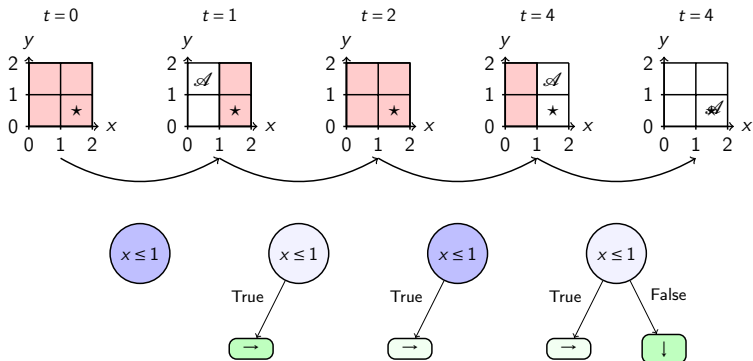 t = 0 t = 1 t = 2 t = 4 t = 4
y y y y y
2 2 2 2 2
𝒜 𝒜
1 1 1 1 1
⋆ ⋆ ⋆ ⋆ ⋆ 𝒜
0 x 0 x 0 x 0 x 0 x
0 1 2 0 1 2 0 1 2 0 1 2 0 1 2
x ≤ 1 x ≤ 1 x ≤ 1 x ≤ 1
True True True False
→ → → ↓